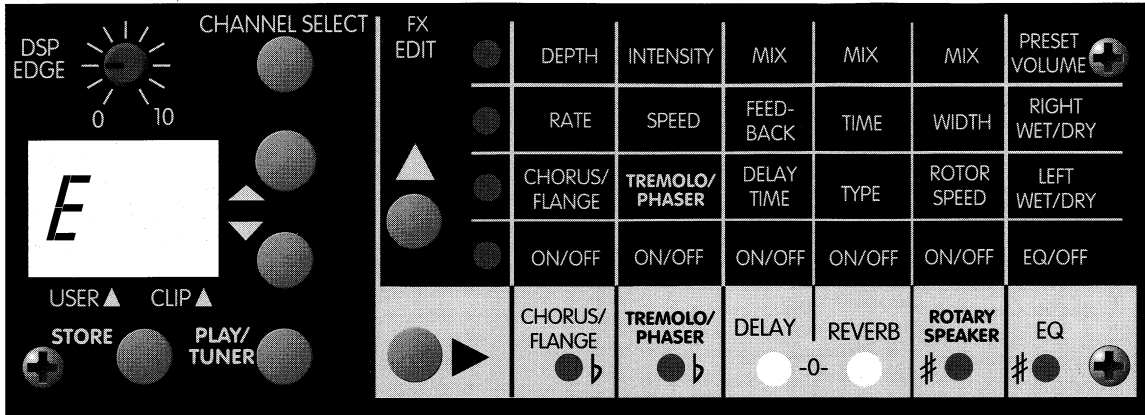 DSP
EDGE
0
10
CHANNEL SELECT
E
USER ▲
CLIP ▲
STORE
PLAY/
TUNER
FX
EDIT
DEPTH
INTENSITY
MIX
MIX
MIX
PRESET
VOLUME
RATE
SPEED
FEED-
BACK
TIME
WIDTH
RIGHT
WET/DRY
CHORUS/
FLANGE
TREMOLO/
PHASER
DELAY
TIME
TYPE
ROTOR
SPEED
LEFT
WET/DRY
ON/OFF
ON/OFF
ON/OFF
ON/OFF
ON/OFF
EQ/OFF
CHORUS/
FLANGE
♭
TREMOLO/
PHASER
♭
DELAY
REVERB
-0-
ROTARY
SPEAKER
♯
EQ
♯